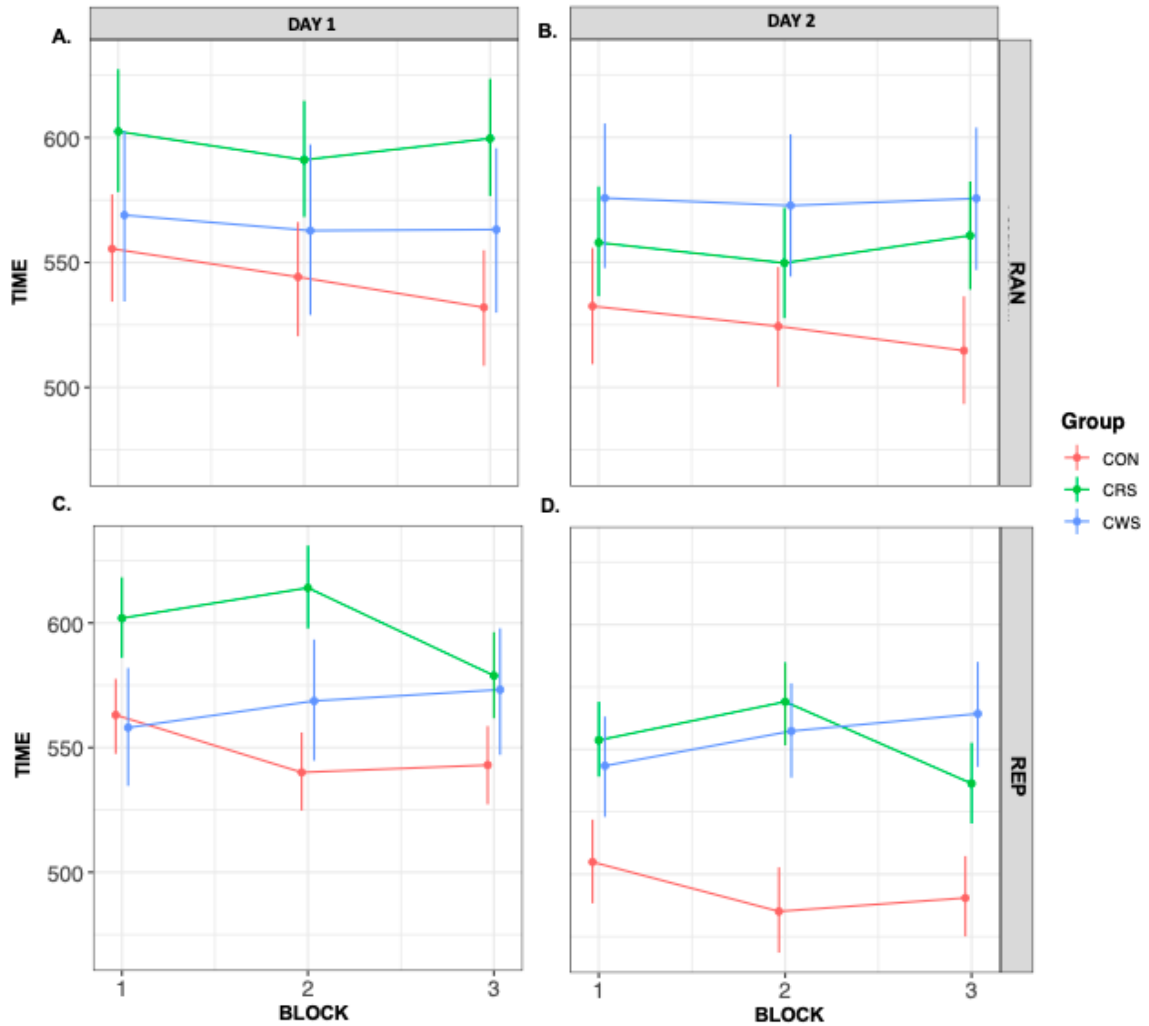 DAY 1
DAY 2
A.
B.
600
550
500
TIME
RAN
Group
CON
CRS
CWS
C.
D.
600
550
500
TIME
REP
1
2
3
1
2
3
BLOCK
BLOCK